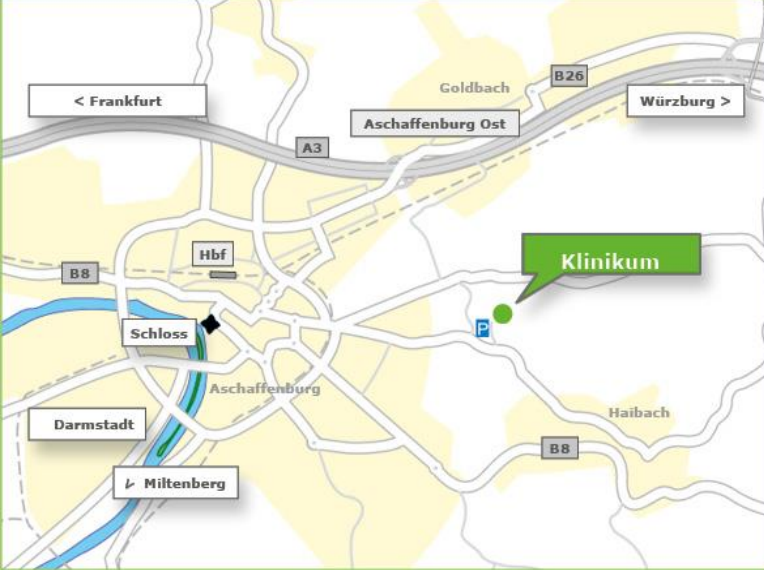 Goldbach
B26
< Frankfurt
Würzburg >
Aschaffenburg Ost
A3
Hbf
Klinikum
B8
P
Schloss
Aschaffenburg
Haibach
Darmstadt
B8
< Miltenberg